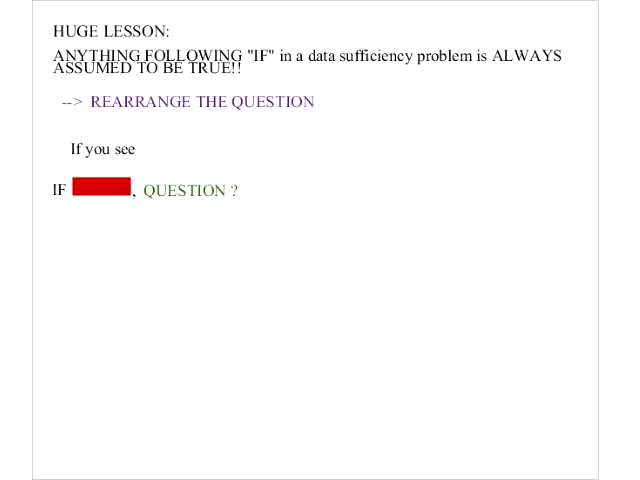 HUGE LESSON:
ANYTHING FOLLOWING "IF" in a data sufficiency problem is ALWAYS
ASSUMED TO BE TRUE!!
--> REARRANGE THE QUESTION
If you see
IF , QUESTION ?